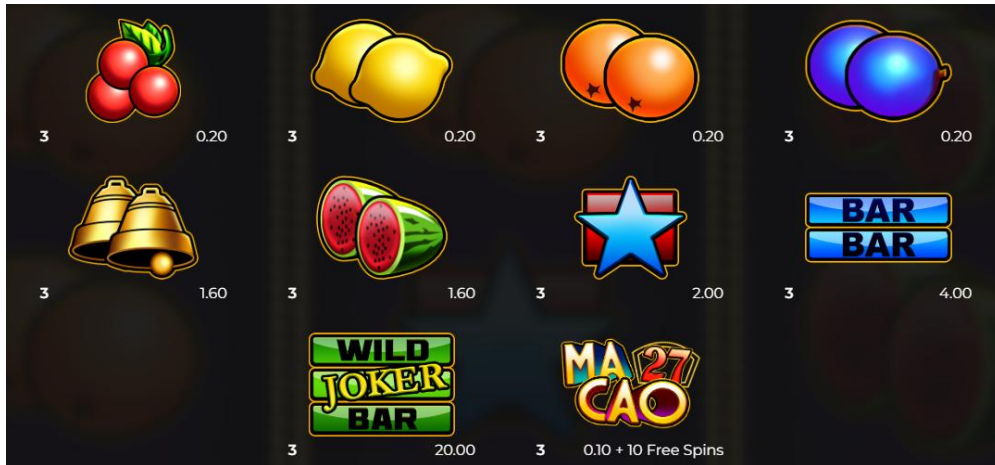 3 0.20 3 0.20 3 0.20 3 0.20
BAR
BAR
3 1.60 3 1.60 3 2.00 3 4.00
WILD
JOKER
BAR
MA 27
CAO
3 20.00 3 0.10 + 10 Free Spins